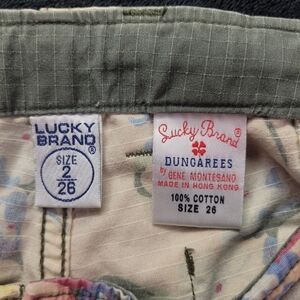 LUCKY
BRAND®
SIZE
2
26
Lucky Brand
®
DUNGAREES
by GENE MONTESANO
MADE IN HONG KONG
100% COTTON
SIZE 26